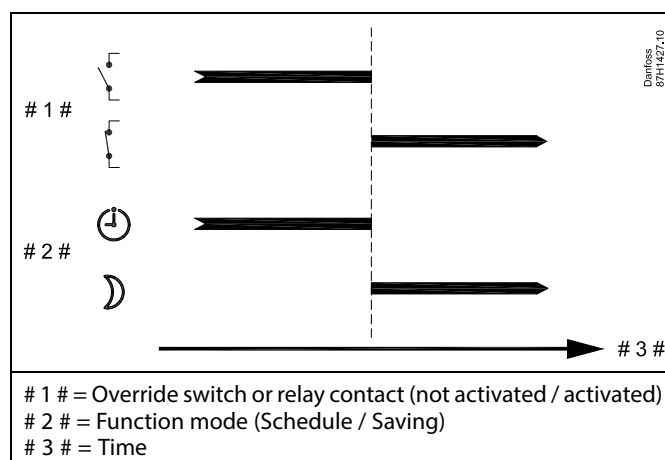 Danfoss
87H1427.10
# 1 #
# 2 #
# 3 #
# 1 # = Override switch or relay contact (not activated / activated)
# 2 # = Function mode (Schedule / Saving)
# 3 # = Time